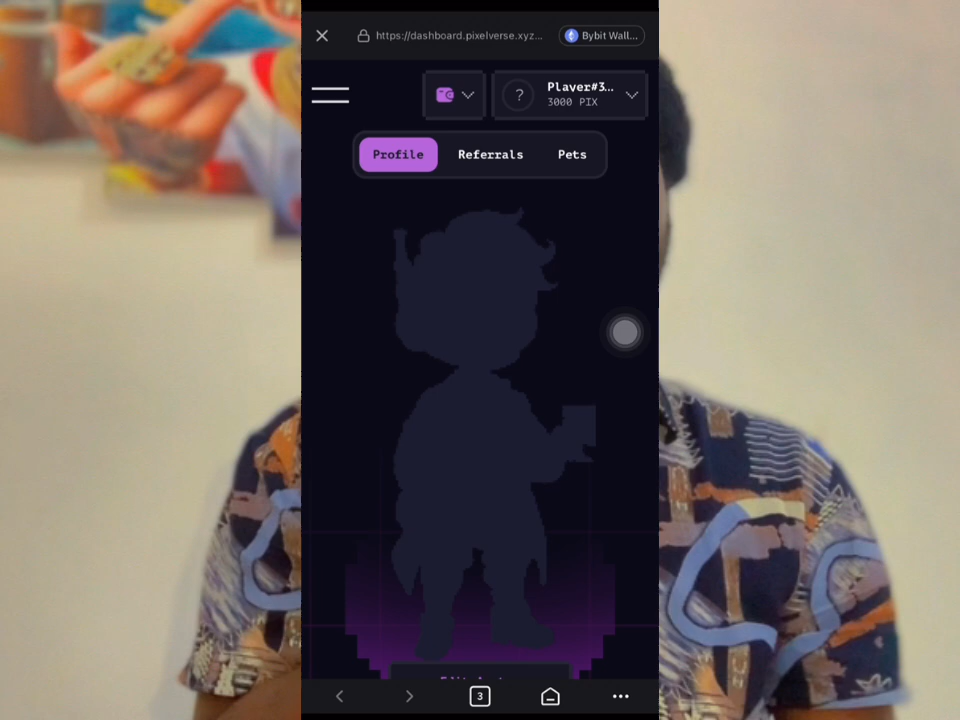 https://dashboard.pixelverse.xyz...
Bybit Wall...
?
Player#3...
3000 PIX
Profile
Referrals
Pets
3